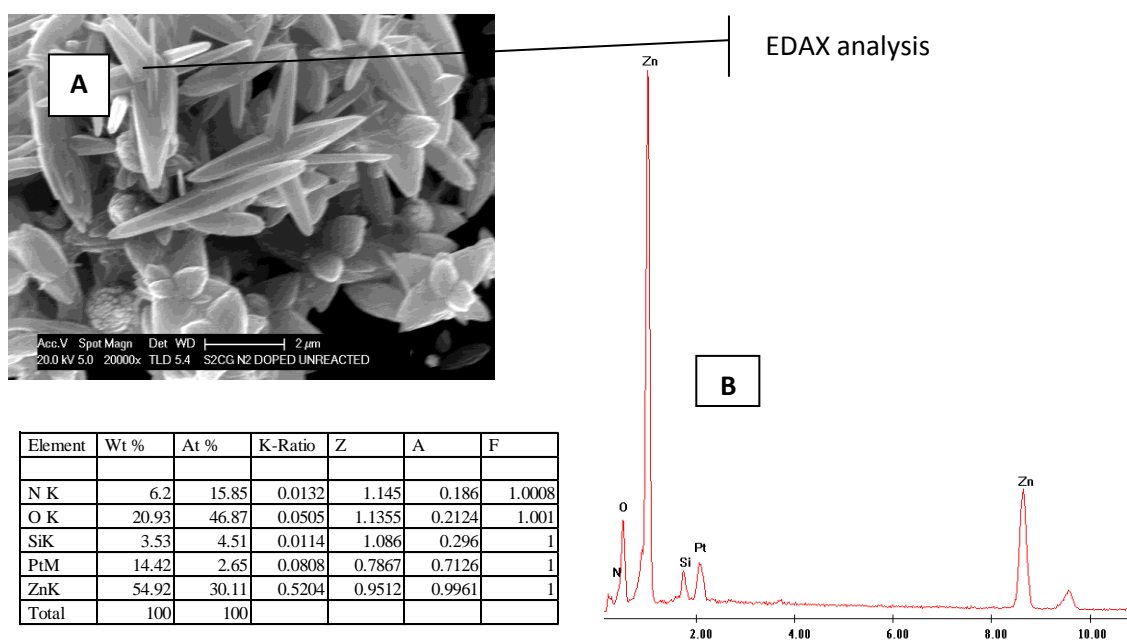 A
EDAX analysis
Acc.V Spot Magn Det WD 2 µm
20.0 kV 5.0 20000x TLD 5.4 S2CG N2 DOPED UNREACTED
Element Wt % At % K-Ratio Z A F
N K 6.2 15.85 0.0132 1.145 0.186 1.0008
O K 20.93 46.87 0.0505 1.1355 0.2124 1.001
SiK 3.53 4.51 0.0114 1.086 0.296 1
PtM 14.42 2.65 0.0808 0.7867 0.7126 1
ZnK 54.92 30.11 0.5204 0.9512 0.9961 1
Total 100 100
Zn
B
Zn
O
Pt
Si
N
2.00 4.00 6.00 8.00 10.00